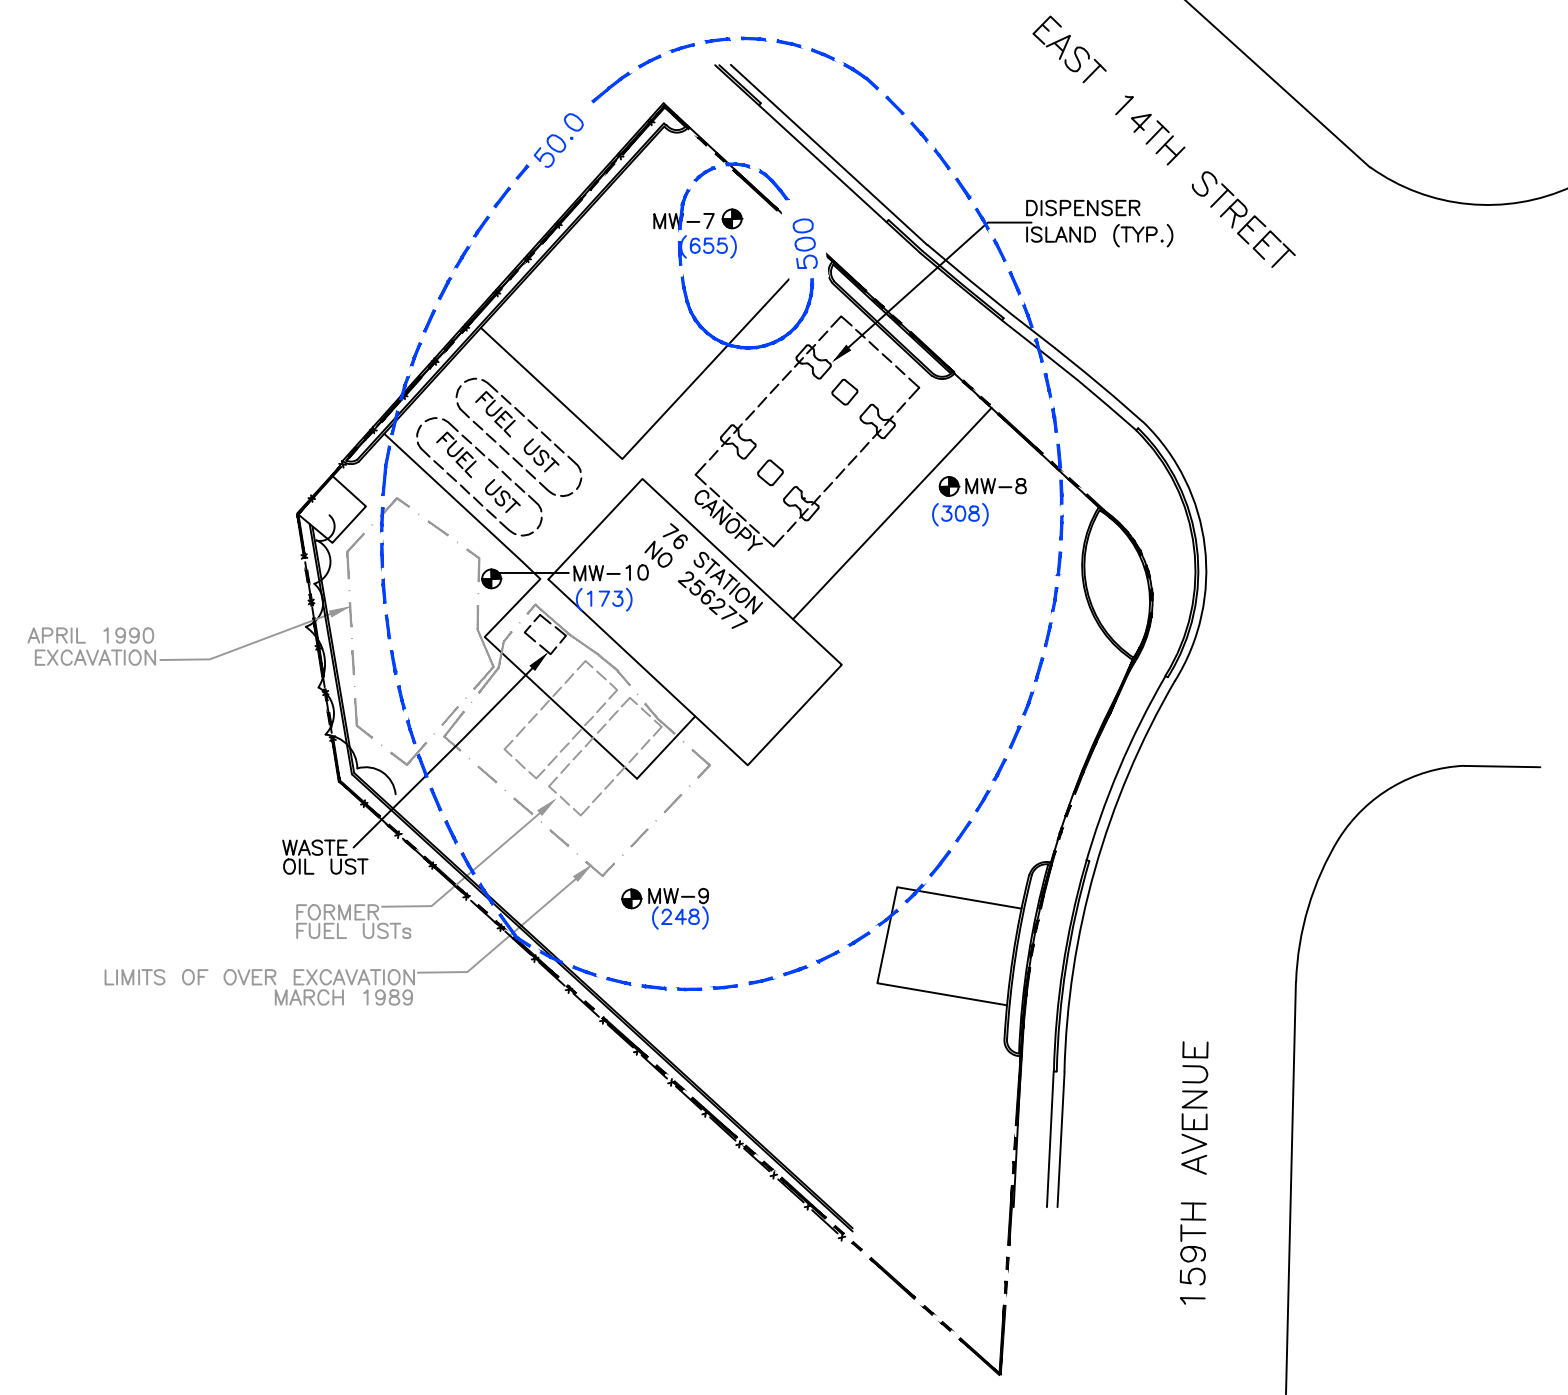 EAST 14TH STREET
50.0
DISPENSER
ISLAND (TYP.)
MW-7
(655)
500
FUEL UST
FUEL UST
CANOPY
MW-8
(308)
76 STATION
NO 256277
MW-10
(173)
APRIL 1990
EXCAVATION
WASTE
OIL UST
MW-9
(248)
FORMER
FUEL USTs
LIMITS OF OVER EXCAVATION
MARCH 1989
159TH AVENUE